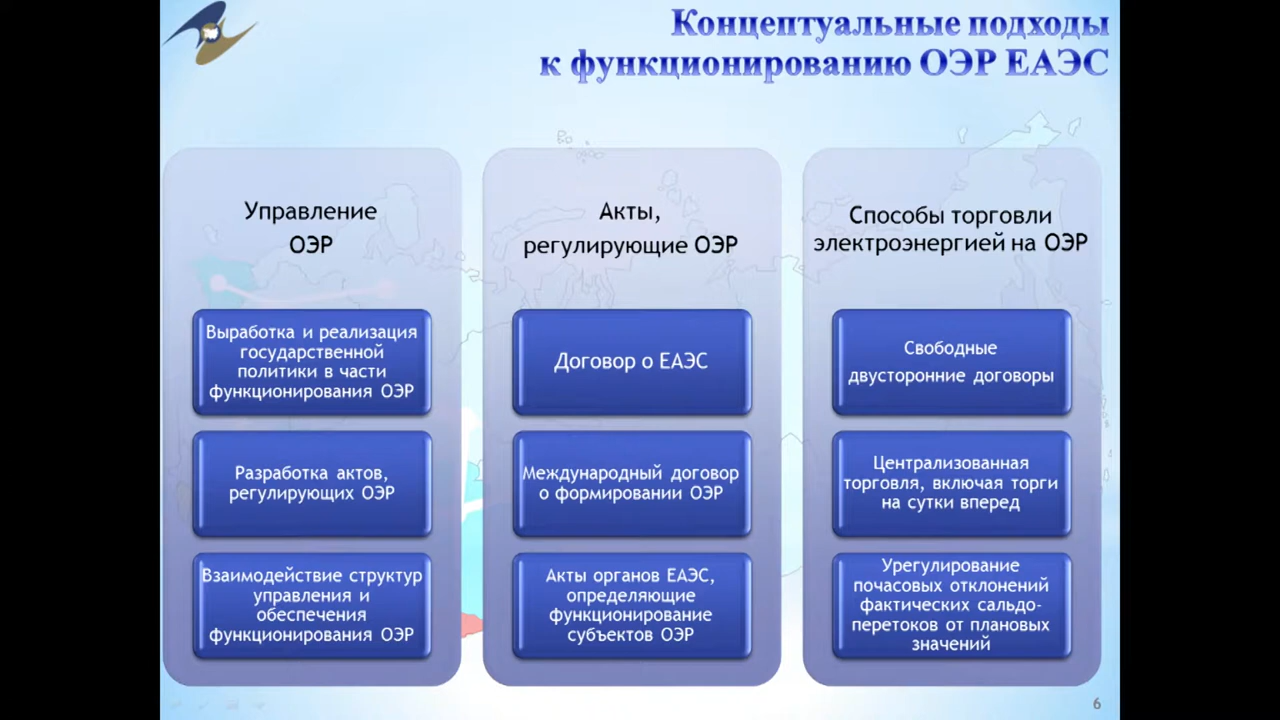 Концептуальные подходы
к функционированию ОЭР ЕАЭС
Управление
ОЭР
Выработка и реализация
государственной
политики в части
функционирования ОЭР
Разработка актов,
регулирующих ОЭР
Взаимодействие структур
управления и
обеспечения
функционирования ОЭР
Акты,
регулирующие ОЭР
Договор о ЕАЭС
Международный договор
о формировании ОЭР
Акты органов ЕАЭС,
определяющие
функционирование
субъектов ОЭР
Способы торговли
электроэнергией на ОЭР
Свободные
двусторонние договоры
Централизованная
торговля, включая торги
на сутки вперед
Урегулирование
почасовых отклонений
фактических сальдо-
перетоков от плановых
значений
6